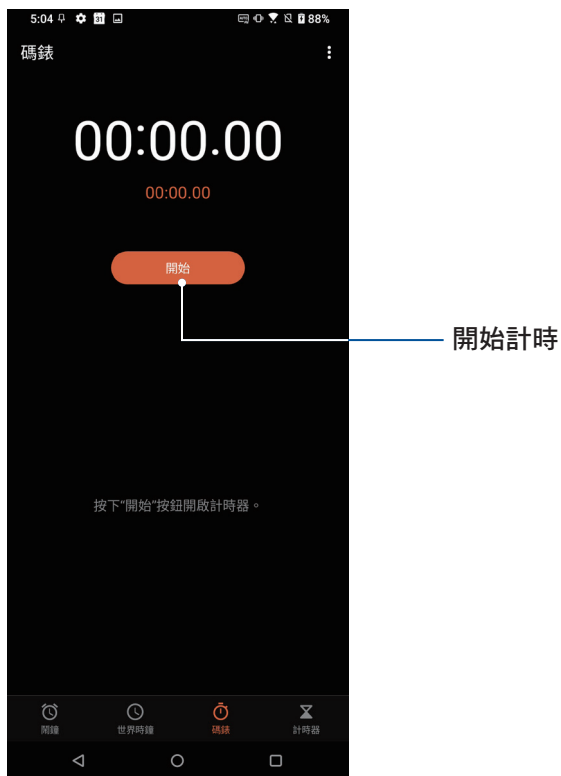 5:04 31 88%
碼錶
00:00.00
00:00.00
開始
開始計時
按下“開始”按鈕開啟計時器。
鬧鐘 世界時鐘 碼錶 計時器